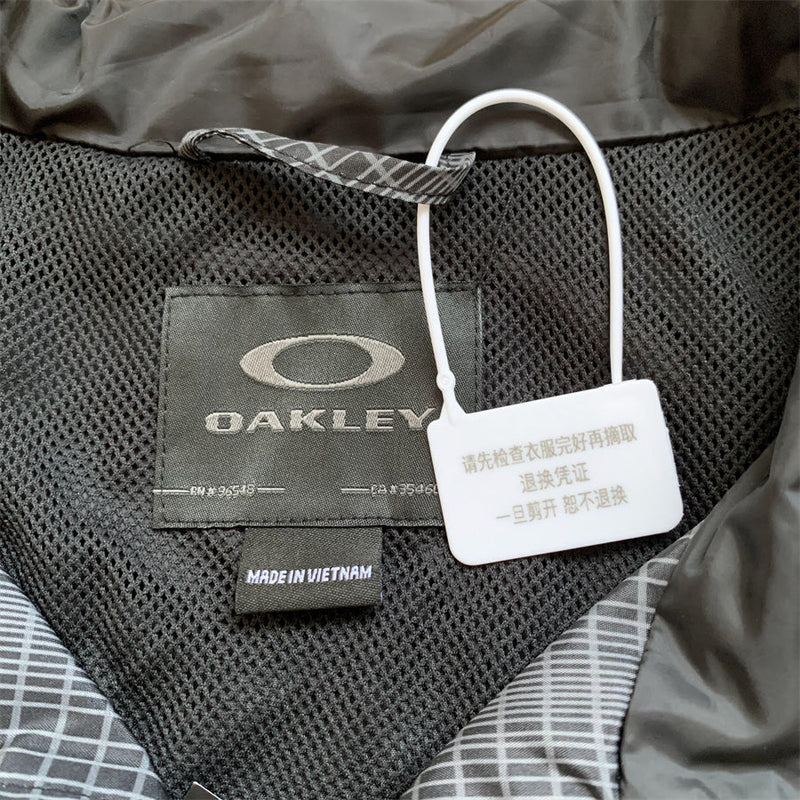 OAKLEY
RN#96548
CA#35460
MADE IN VIETNAM
请先检查衣服完好再摘取
退换凭证
一旦剪开 恕不退换